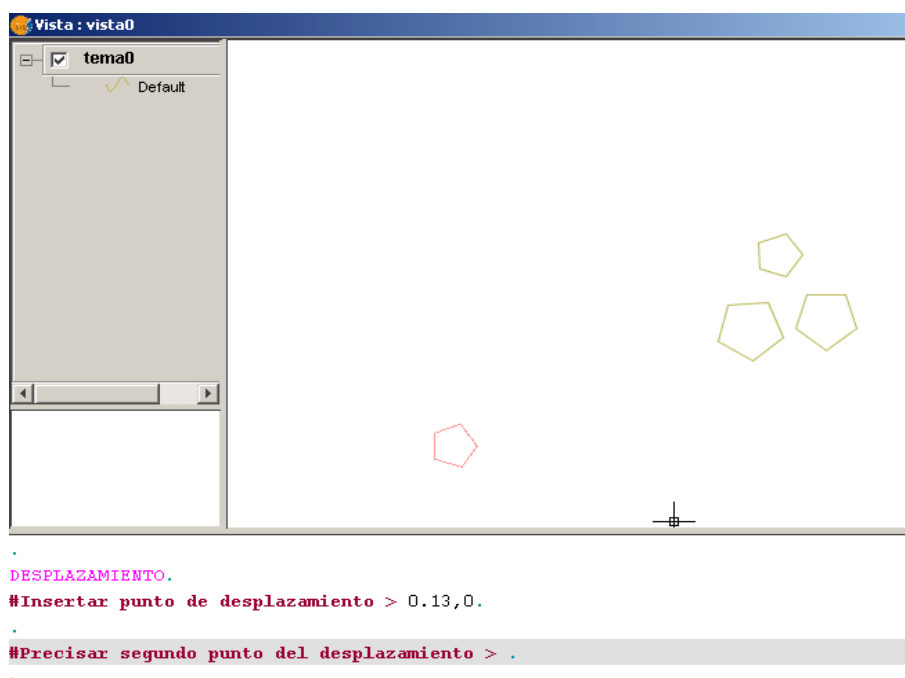 Vista : vista0
tema0
Default
.
DESPLAZAMIENTO.
#Insertar punto de desplazamiento > 0.13,0.
.
#Precisar segundo punto del desplazamiento > .